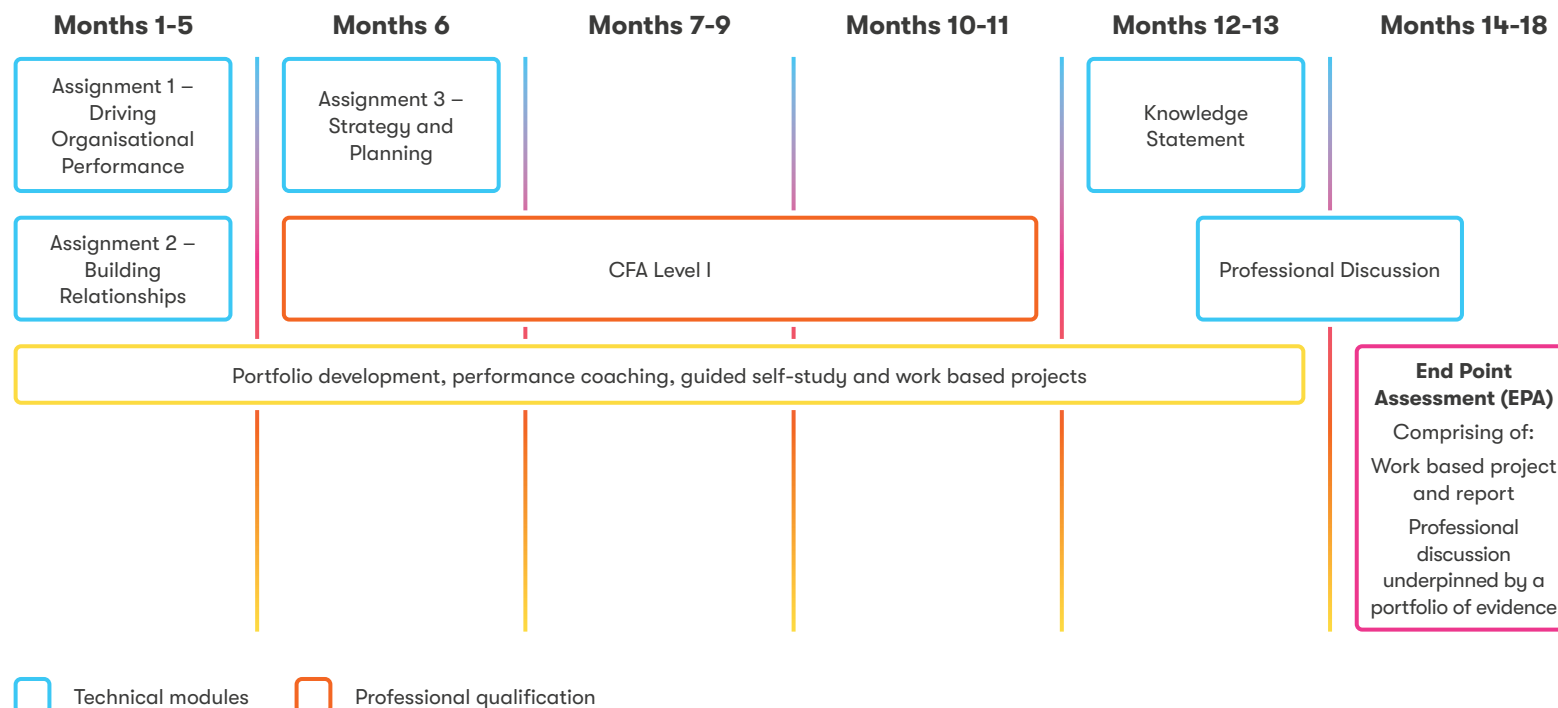 Months 1-5
Months 6
Months 7-9
Months 10-11
Months 12-13
Months 14-18
Assignment 1 –
Driving
Organisational
Performance
Assignment 3 –
Strategy and
Planning
Knowledge
Statement
Assignment 2 –
Building
Relationships
CFA Level I
Professional Discussion
Portfolio development, performance coaching, guided self-study and work based projects
End Point
Assessment (EPA)
Comprising of:
Work based project
and report
Professional
discussion
underpinned by a
portfolio of evidence
Technical modules
Professional qualification